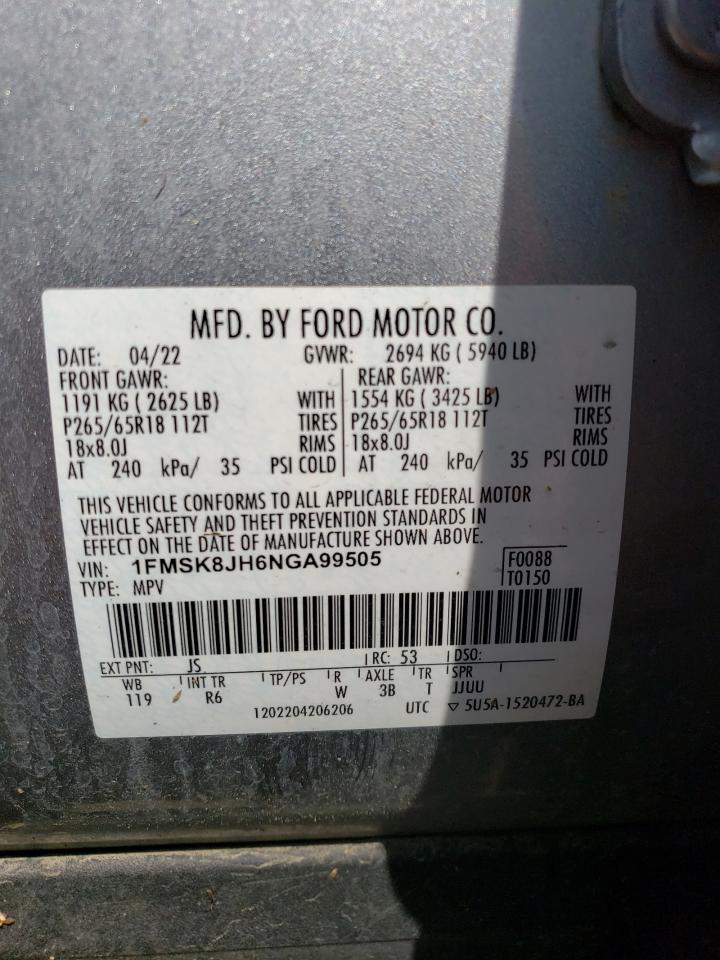 MFD. BY FORD MOTOR CO.
DATE: 04/22 GVWR: 2694 KG ( 5940 LB)
FRONT GAWR: REAR GAWR:
1191 KG ( 2625 LB) WITH 1554 KG ( 3425 LB) WITH
P265/65R18 112T TIRES P265/65R18 112T TIRES
18x8.0J RIMS 18x8.0J RIMS
AT 240 kPa/ 35 PSI COLD AT 240 kPa/ 35 PSI COLD
THIS VEHICLE CONFORMS TO ALL APPLICABLE FEDERAL MOTOR
VEHICLE SAFETY AND THEFT PREVENTION STANDARDS IN
EFFECT ON THE DATE OF MANUFACTURE SHOWN ABOVE.
VIN: 1FMSK8JH6NGA99505 F0088
TYPE: MPV T0150
EXT PNT: JS RC: 53 DSO:
WB INT TR TP/PS R AXLE TR SPR
119 R6 W 3B T JJUU
1202204206206 UTC ▽ 5U5A-1520472-BA